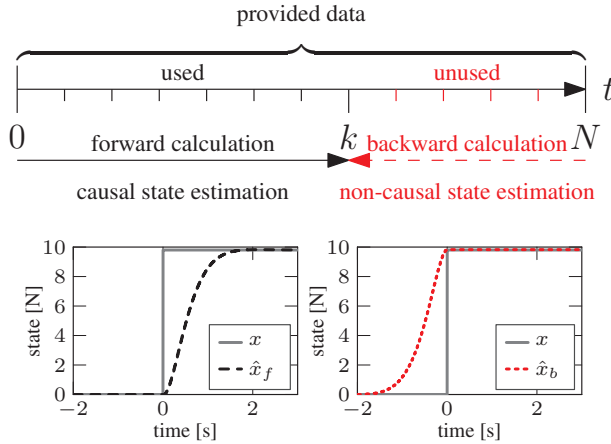 provided data
used unused
t
0 forward calculation k backward calculation N
causal state estimation non-causal state estimation
10
8
6
4
2
0
state [N]
x
x̂_f
−2 0 2
time [s]
10
8
6
4
2
0
state [N]
x
x̂_b
−2 0 2
time [s]